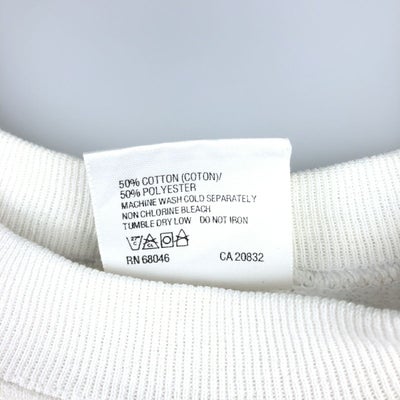 50% COTTON (COTON)/
50% POLYESTER
MACHINE WASH COLD SEPARATELY
NON CHLORINE BLEACH
TUMBLE DRY LOW DO NOT IRON
RN 68046 CA 20832